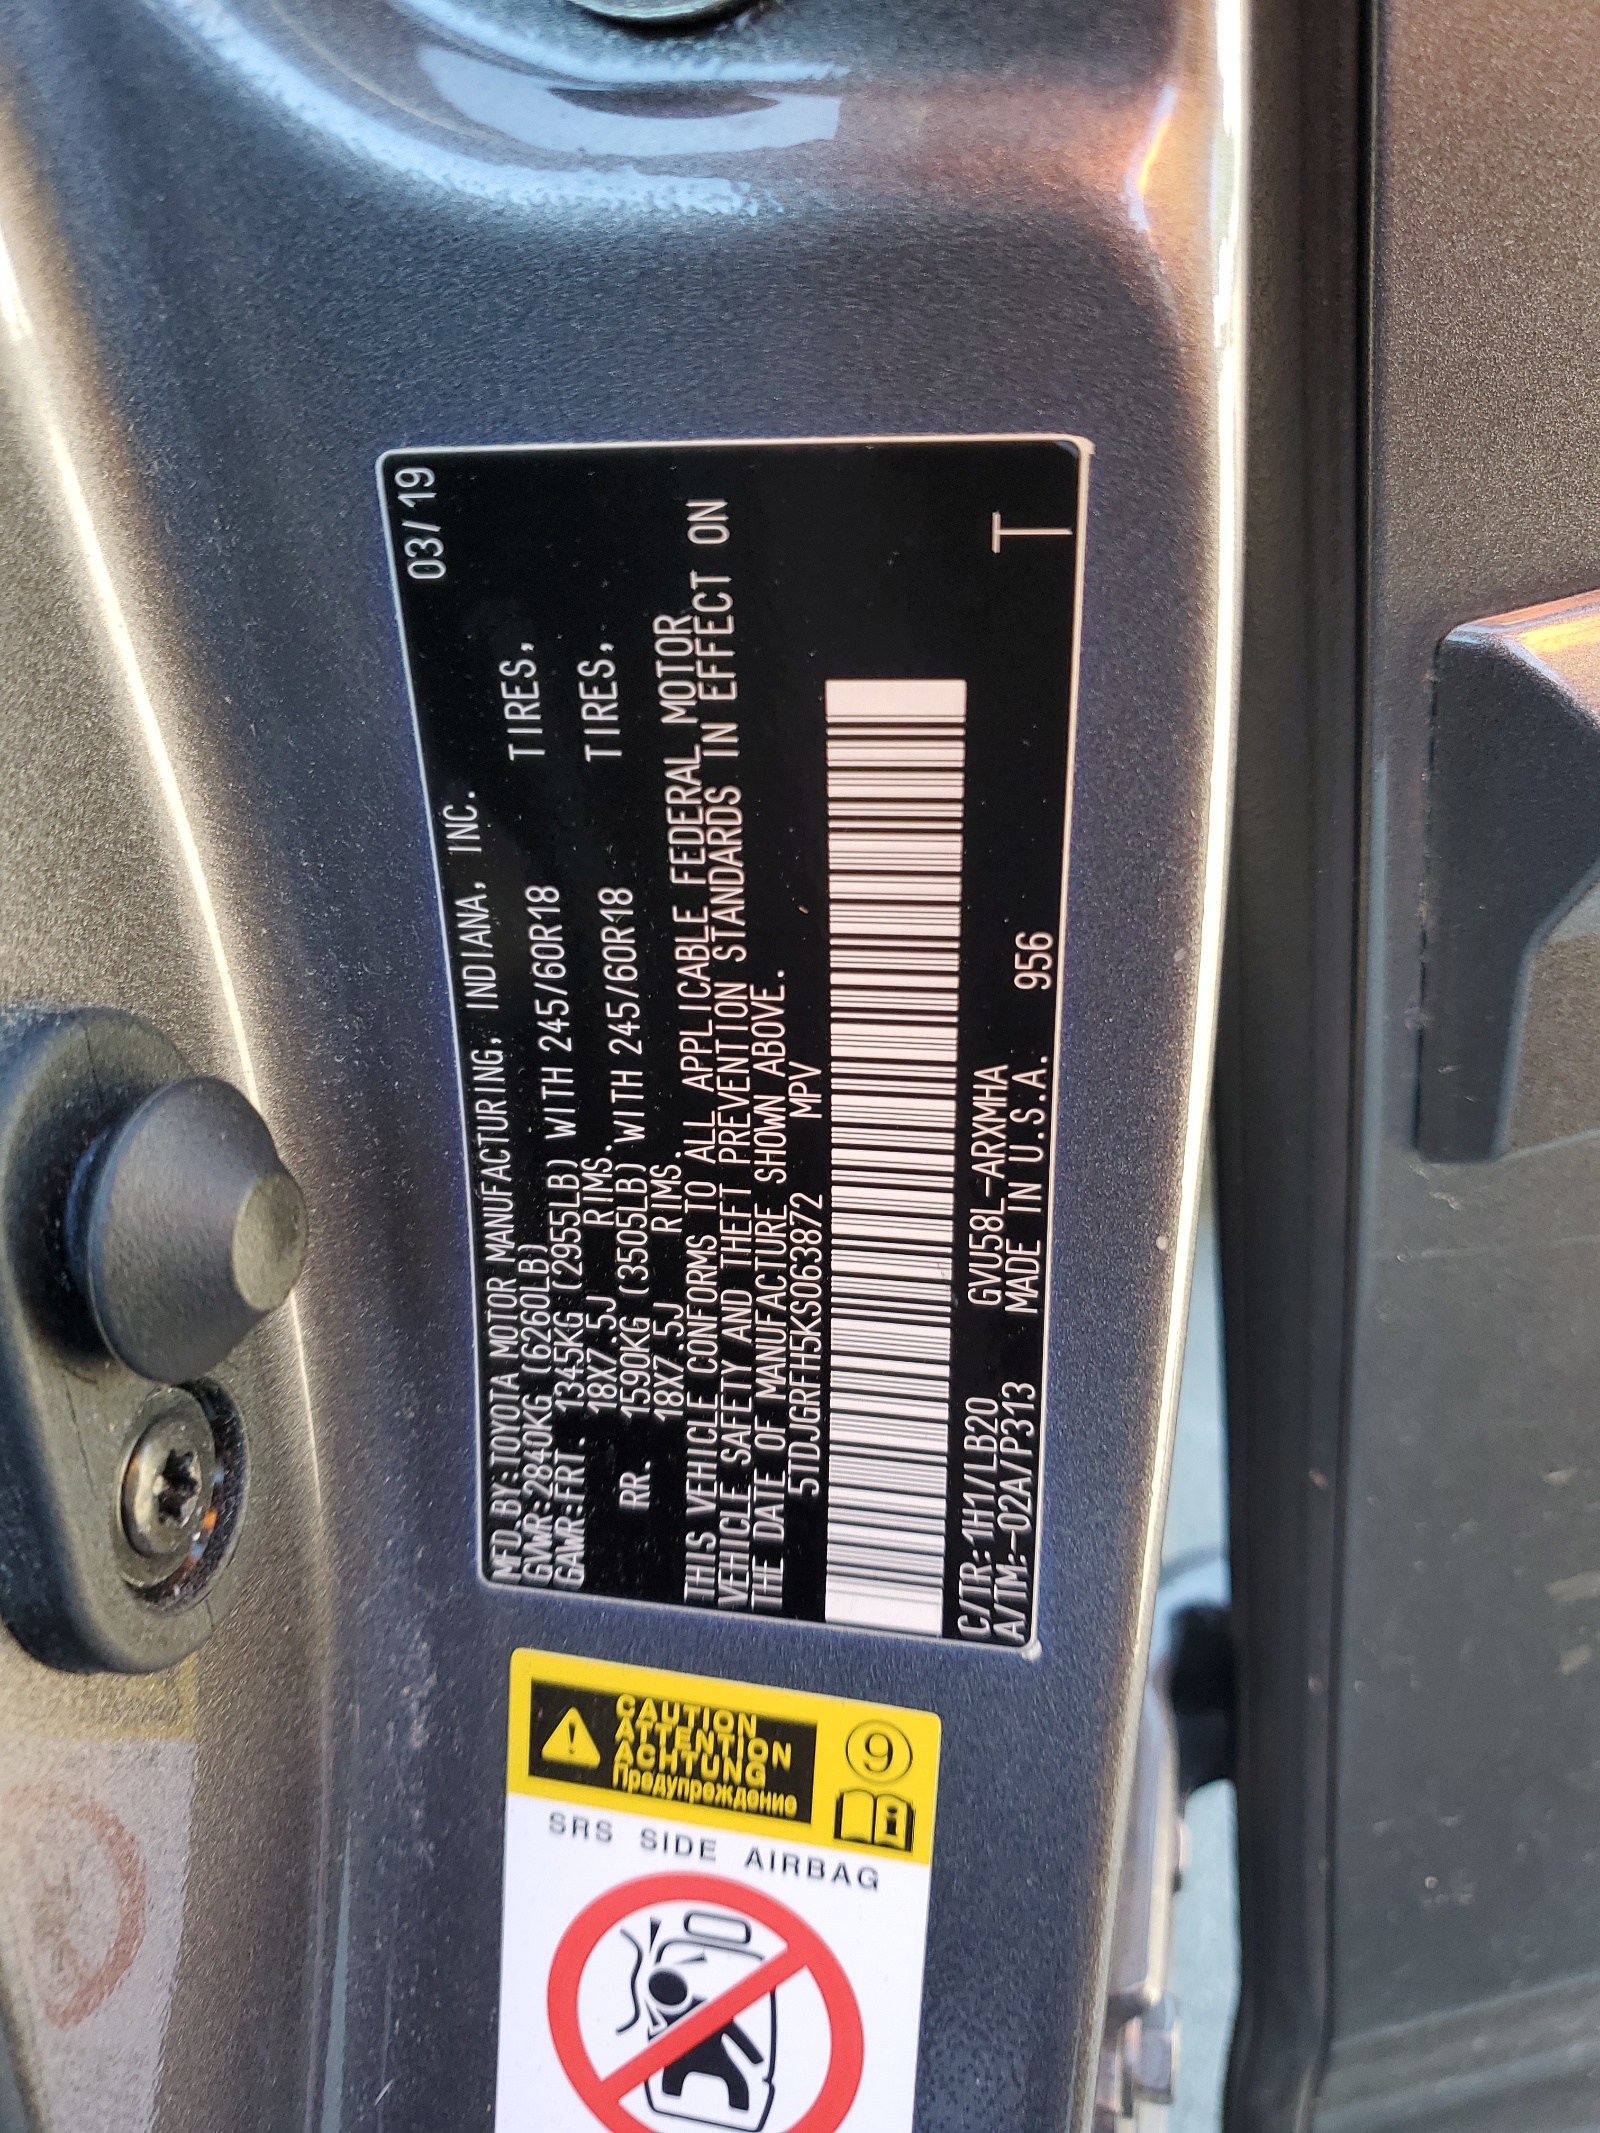 03/19
MFD.BY:TOYOTA MOTOR MANUFACTURING, INDIANA, INC.
GVWR:2840KG (6260LB)
GAWR:FRT. 1345KG (2955LB) WITH 245/60R18 TIRES,
18X7.5J RIMS.
RR. 1590KG (3505LB) WITH 245/60R18 TIRES,
18X7.5J RIMS.
THIS VEHICLE CONFORMS TO ALL APPLICABLE FEDERAL MOTOR
VEHICLE SAFETY AND THEFT PREVENTION STANDARDS IN EFFECT ON
THE DATE OF MANUFACTURE SHOWN ABOVE.
5TDJGRFH5KS063872 MPV
C/TR:1H1/LB20 GVU58L-ARXMHA
A/TM:-02A/P313 MADE IN U.S.A. 956
T
CAUTION
ATTENTION
ACHTUNG
Предупреждение
9
i
SRS SIDE AIRBAG